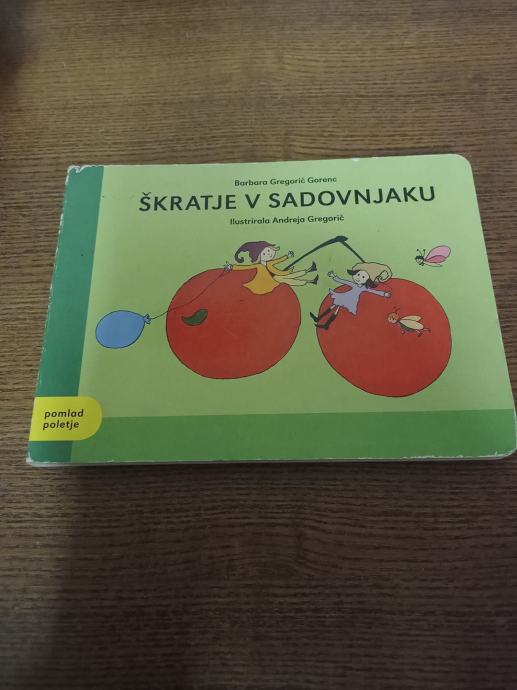 Barbara Gregorič Gorenc
ŠKRATJE V SADOVNJAKU
Ilustrirala Andreja Gregorič
pomlad
poletje